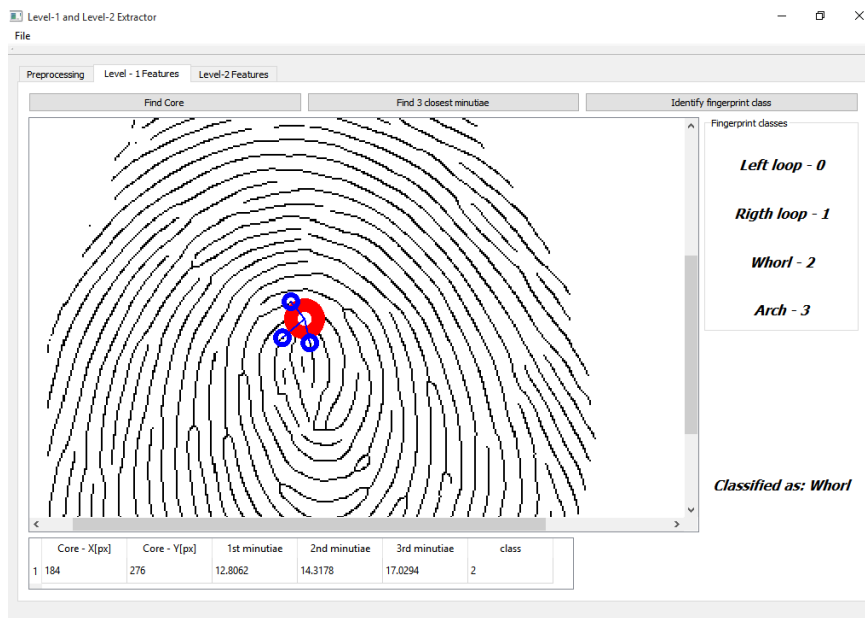 Level-1 and Level-2 Extractor
File
Preprocessing Level - 1 Features Level-2 Features
Find Core Find 3 closest minutiae Identify fingerprint class
Fingerprint classes
Left loop - 0
Rigth loop - 1
Whorl - 2
Arch - 3
Classified as: Whorl
Core - X[px] Core - Y[px] 1st minutiae 2nd minutiae 3rd minutiae class
1 184 276 12.8062 14.3178 17.0294 2